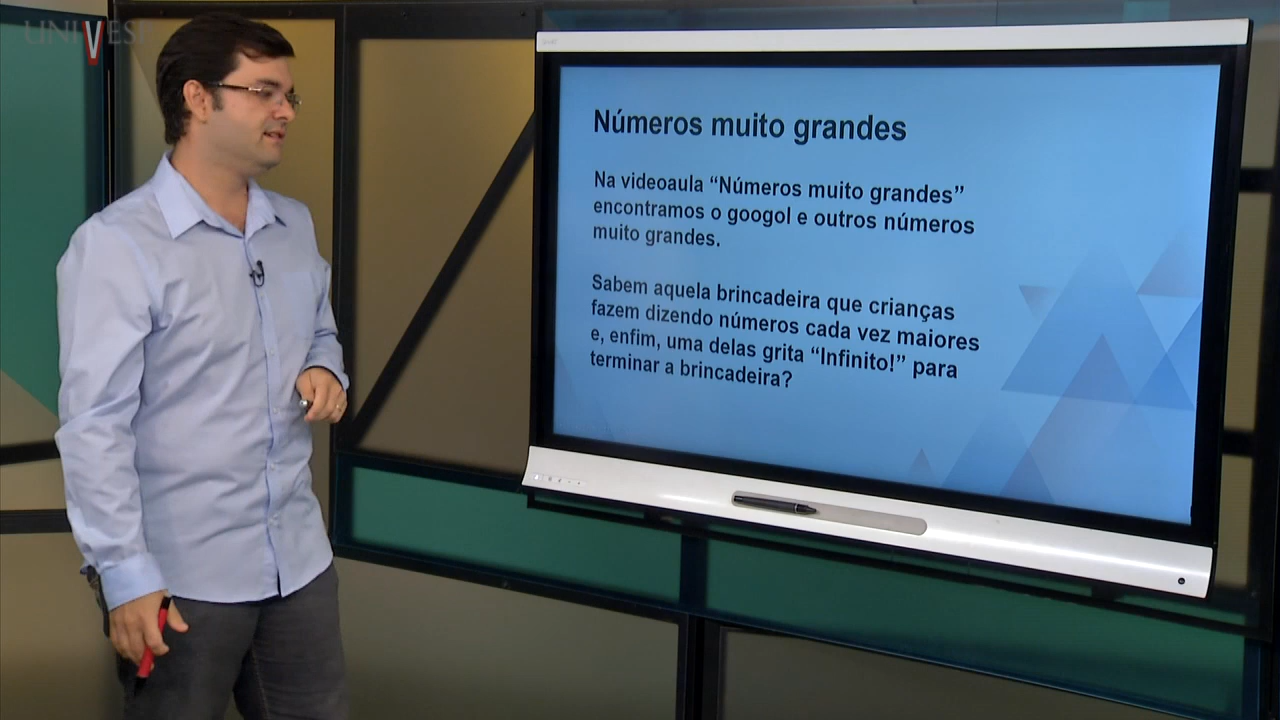 UNIVESP
Números muito grandes
Na videoaula “Números muito grandes”
encontramos o googol e outros números
muito grandes.
Sabem aquela brincadeira que crianças
fazem dizendo números cada vez maiores
e, enfim, uma delas grita “Infinito!” para
terminar a brincadeira?